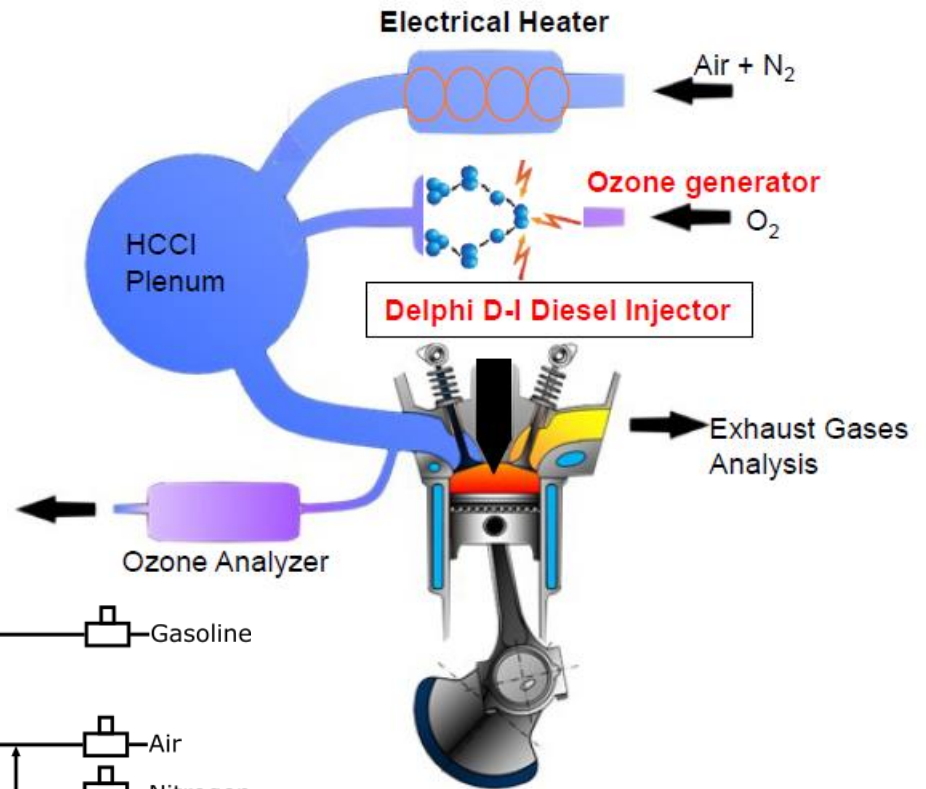 Electrical Heater
Air + N₂
Ozone generator
O₂
HCCI
Plenum
Delphi D-I Diesel Injector
Exhaust Gases
Analysis
Ozone Analyzer
Gasoline
Air
Nitrogen